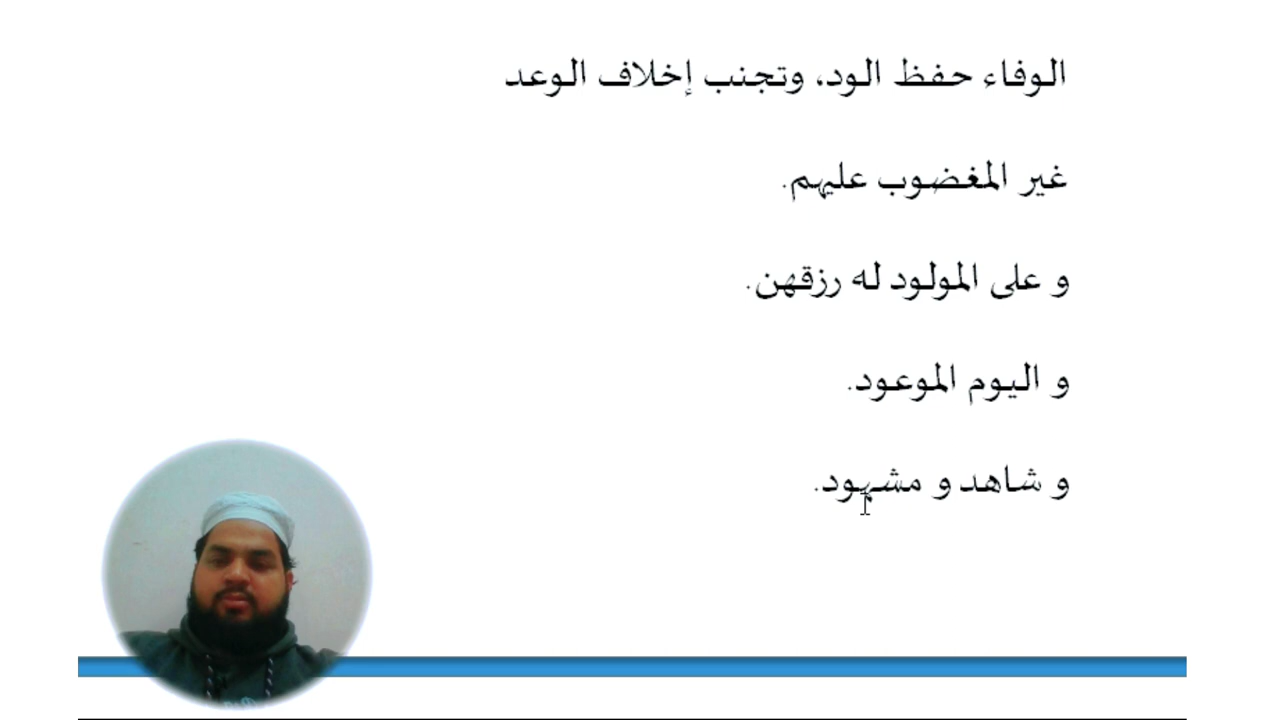 الوفاء حفظ الود، وتجنب إخلاف الوعد
غير المغضوب عليهم.
و على المولود له رزقهن.
و اليوم الموعود.
و شاهد و مشهود.